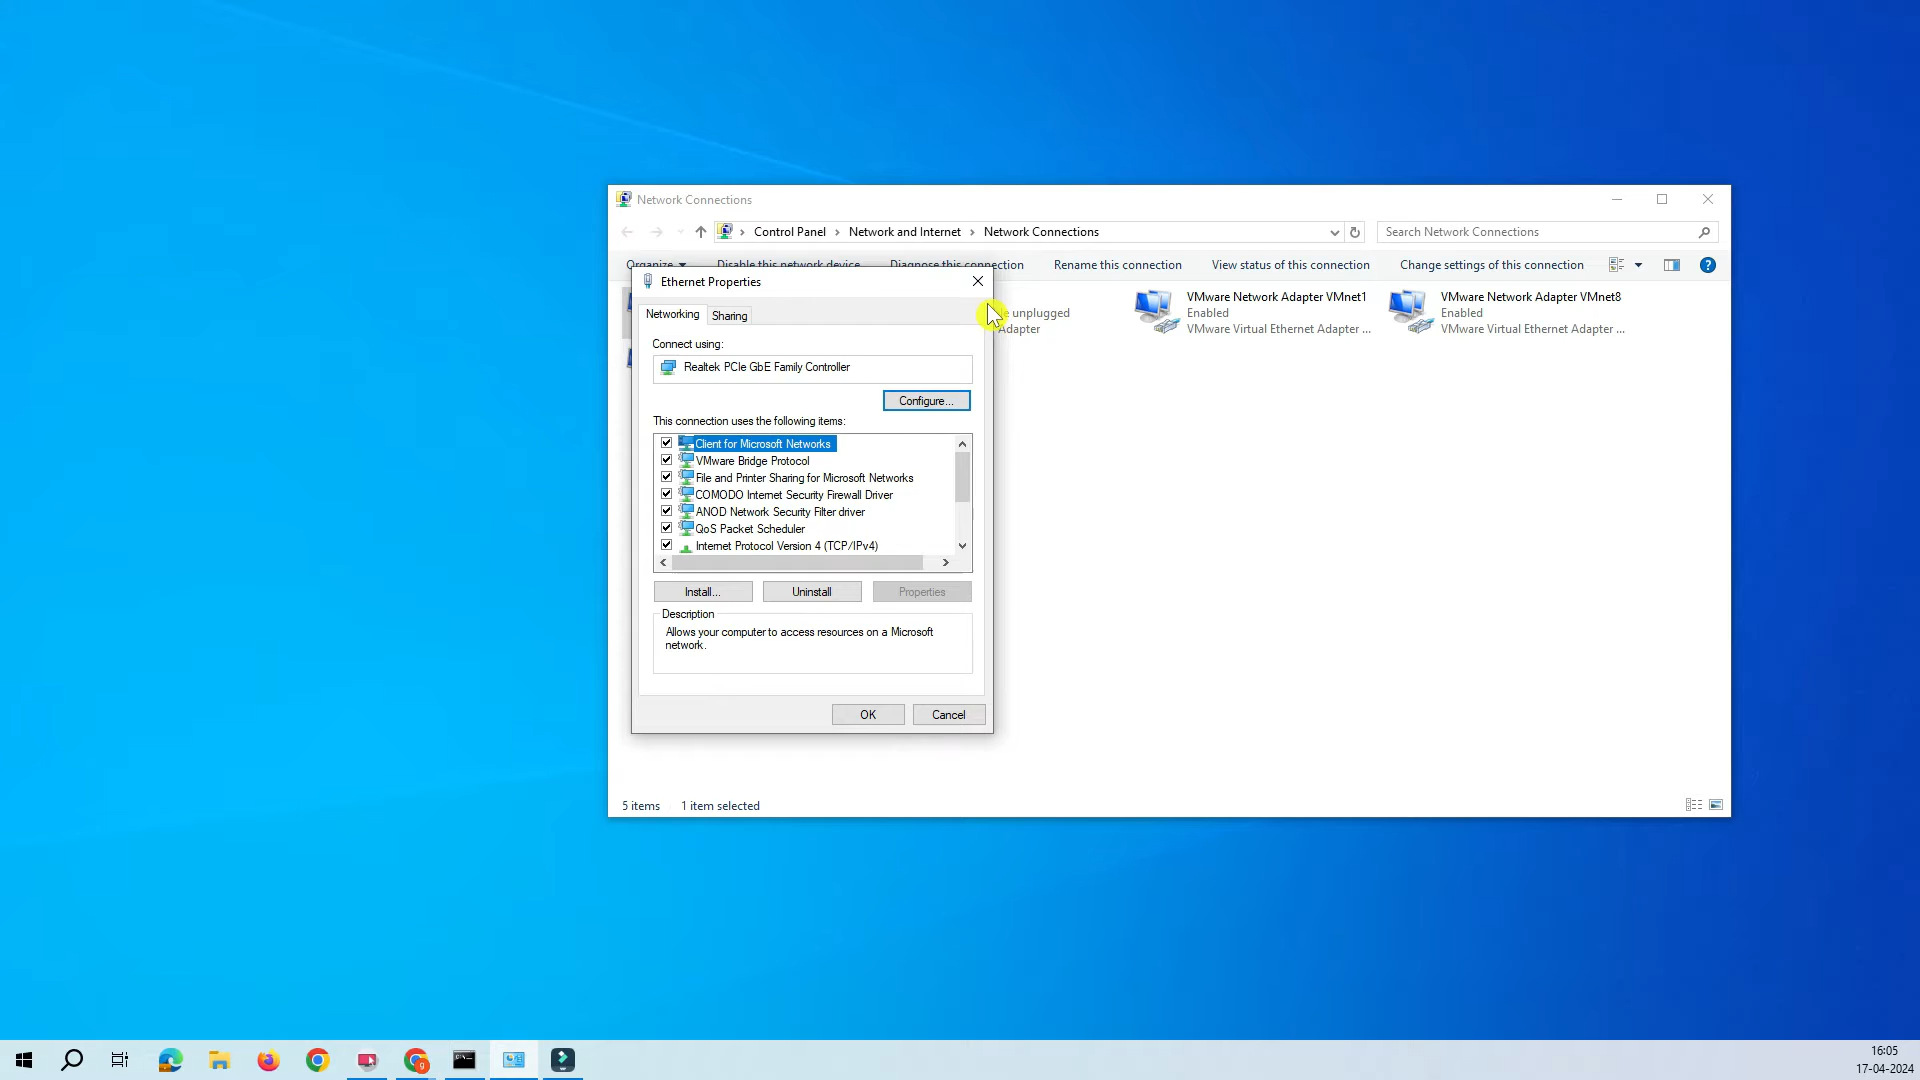 Network Connections
Control Panel › Network and Internet › Network Connections
Search Network Connections
Organize
Disable this network device
Diagnose this connection
Rename this connection
View status of this connection
Change settings of this connection
Ethernet Properties
Networking
Sharing
unplugged
Adapter
VMware Network Adapter VMnet1
Enabled
VMware Virtual Ethernet Adapter ...
VMware Network Adapter VMnet8
Enabled
VMware Virtual Ethernet Adapter ...
Connect using:
Realtek PCIe GbE Family Controller
Configure...
This connection uses the following items:
Client for Microsoft Networks
VMware Bridge Protocol
File and Printer Sharing for Microsoft Networks
COMODO Internet Security Firewall Driver
ANOD Network Security Filter driver
QoS Packet Scheduler
Internet Protocol Version 4 (TCP/IPv4)
Install...
Uninstall
Properties
Description
Allows your computer to access resources on a Microsoft
network.
OK
Cancel
5 items
1 item selected
16:05
17-04-2024